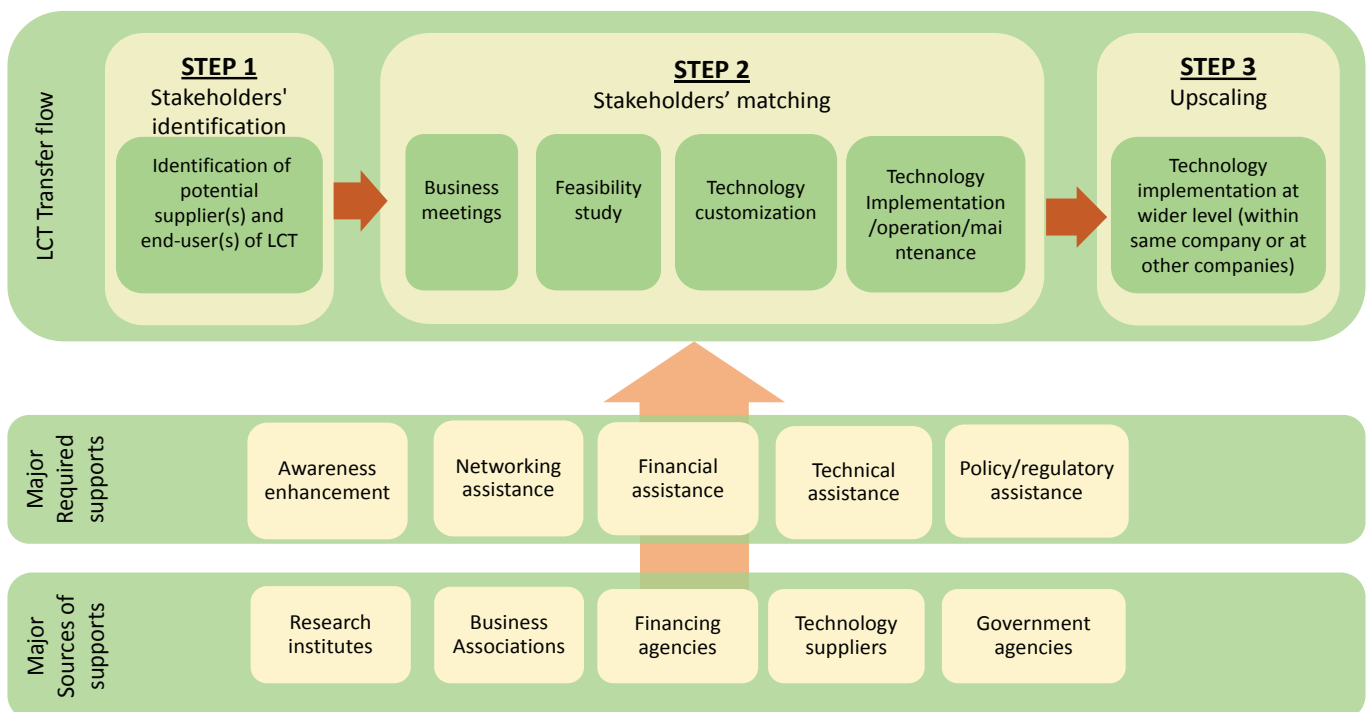 LCT Transfer flow
STEP 1
Stakeholders'
identification
Identification of
potential
supplier(s) and
end-user(s) of LCT
STEP 2
Stakeholders’ matching
Business
meetings
Feasibility
study
Technology
customization
Technology
Implementation
/operation/mai
ntenance
STEP 3
Upscaling
Technology
implementation at
wider level (within
same company or at
other companies)
Major
Required
supports
Awareness
enhancement
Networking
assistance
Financial
assistance
Technical
assistance
Policy/regulatory
assistance
Major
Sources of
supports
Research
institutes
Business
Associations
Financing
agencies
Technology
suppliers
Government
agencies